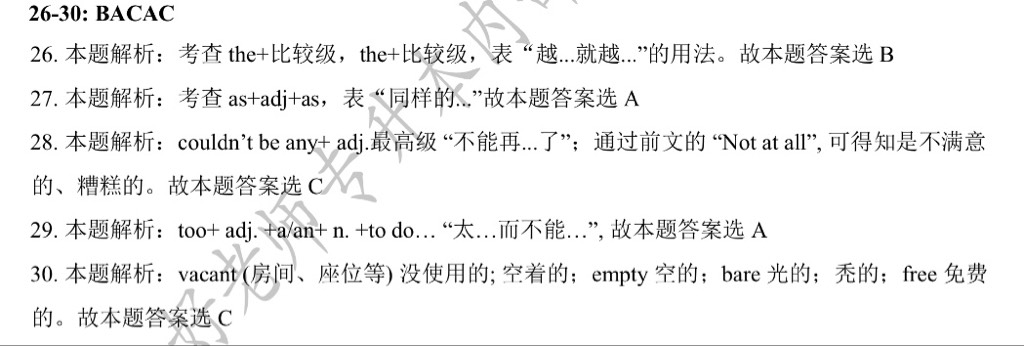 26-30: BACAC
26. 本题解析：考查 the+比较级，the+比较级，表“越...就越...”的用法。故本题答案选 B
27. 本题解析：考查 as+adj+as，表“同样的...”故本题答案选 A
28. 本题解析：couldn’t be any+ adj.最高级 “不能再...了”；通过前文的 “Not at all”, 可得知是不满意
的、糟糕的。故本题答案选 C
29. 本题解析：too+ adj. +a/an+ n. +to do… “太…而不能…”, 故本题答案选 A
30. 本题解析：vacant (房间、座位等) 没使用的; 空着的；empty 空的；bare 光的；秃的；free 免费
的。故本题答案选 C
好老师专升本内